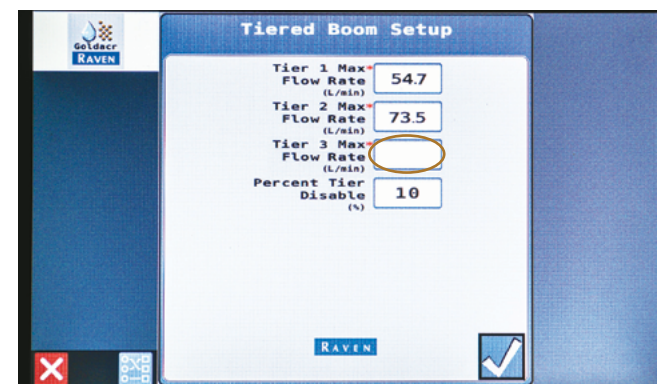 Goldacr
RAVEN
Tiered Boom Setup
Tier 1 Max*
Flow Rate
(L/min)
54.7
Tier 2 Max*
Flow Rate
(L/min)
73.5
Tier 3 Max*
Flow Rate
(L/min)
Percent Tier
Disable
(%)
10
RAVEN